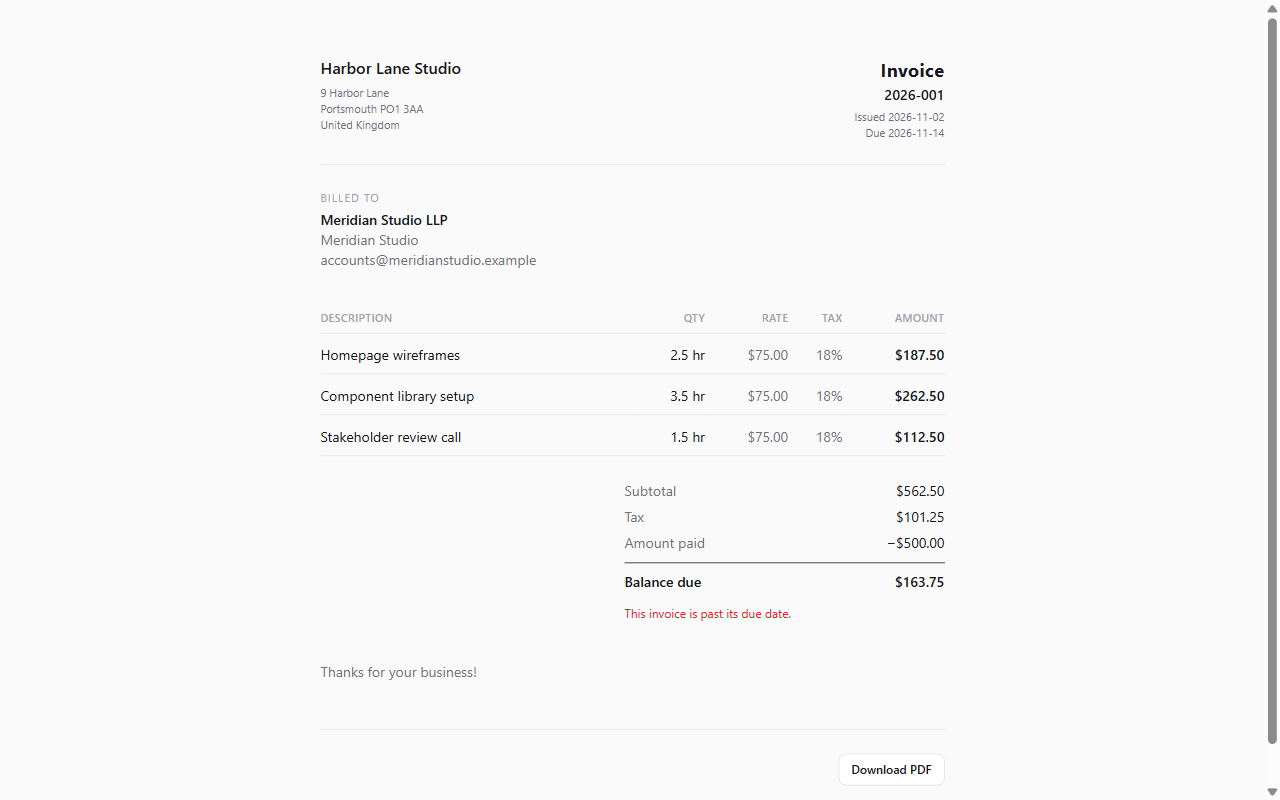 Harbor Lane Studio
9 Harbor Lane
Portsmouth PO1 3AA
United Kingdom
Invoice
2026-001
Issued 2026-11-02
Due 2026-11-14
BILLED TO
Meridian Studio LLP
Meridian Studio
accounts@meridianstudio.example
DESCRIPTION QTY RATE TAX AMOUNT
Homepage wireframes 2.5 hr $75.00 18% $187.50
Component library setup 3.5 hr $75.00 18% $262.50
Stakeholder review call 1.5 hr $75.00 18% $112.50
Subtotal $562.50
Tax $101.25
Amount paid −$500.00
Balance due $163.75
This invoice is past its due date.
Thanks for your business!
Download PDF